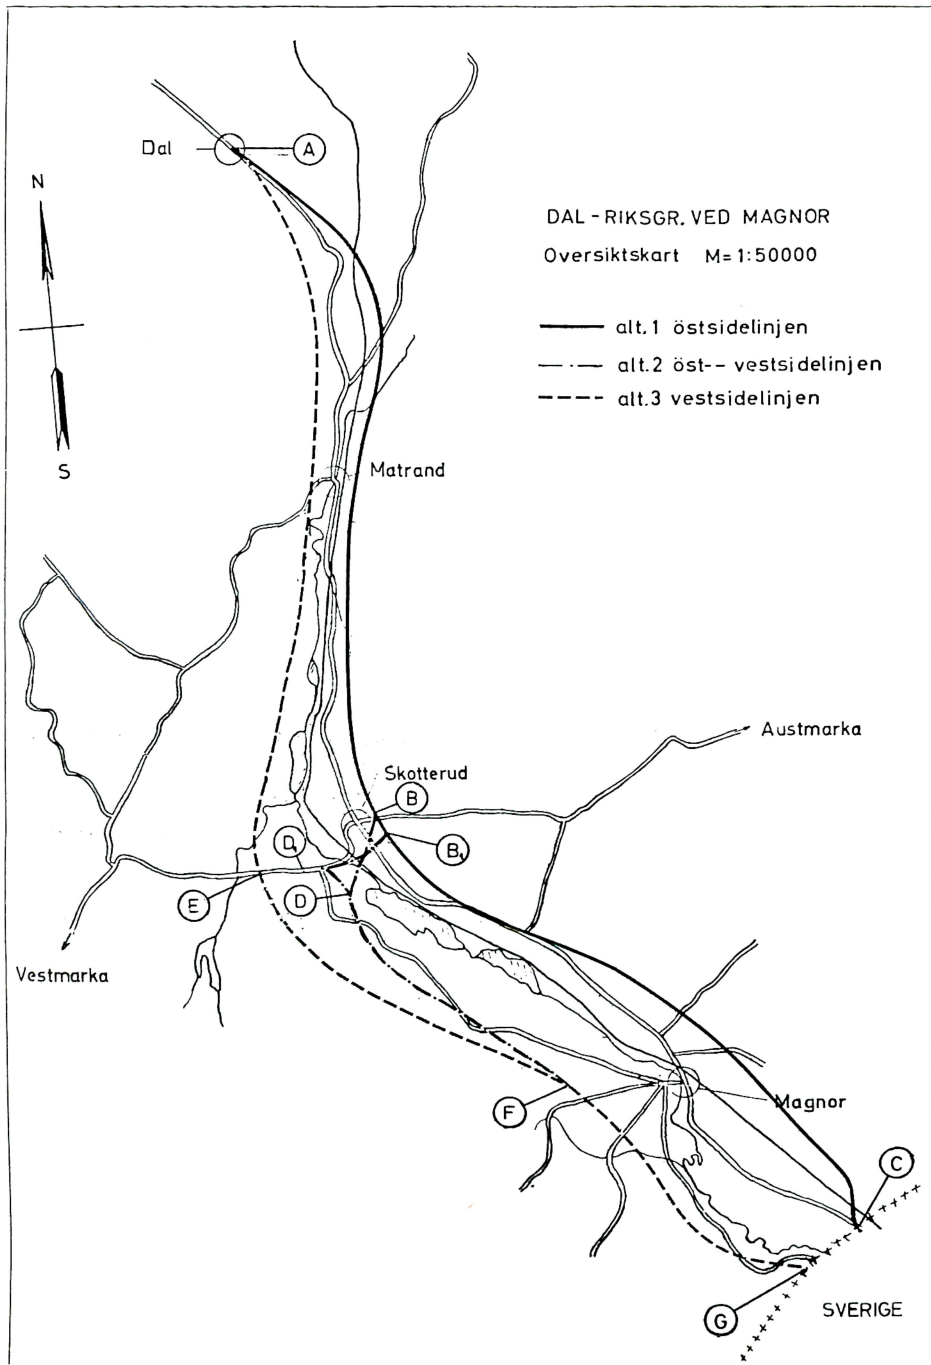 Dal
A
N
S
DAL-RIKSGR. VED MAGNOR
Oversiktskart M=1:50000
alt.1 östsidelinjen
alt.2 öst-- vestsidelinjen
alt.3 vestsidelinjen
Matrand
Austmarka
Skotterud
B
B₁
D₁
D
E
Vestmarka
F
Magnor
C
G
SVERIGE